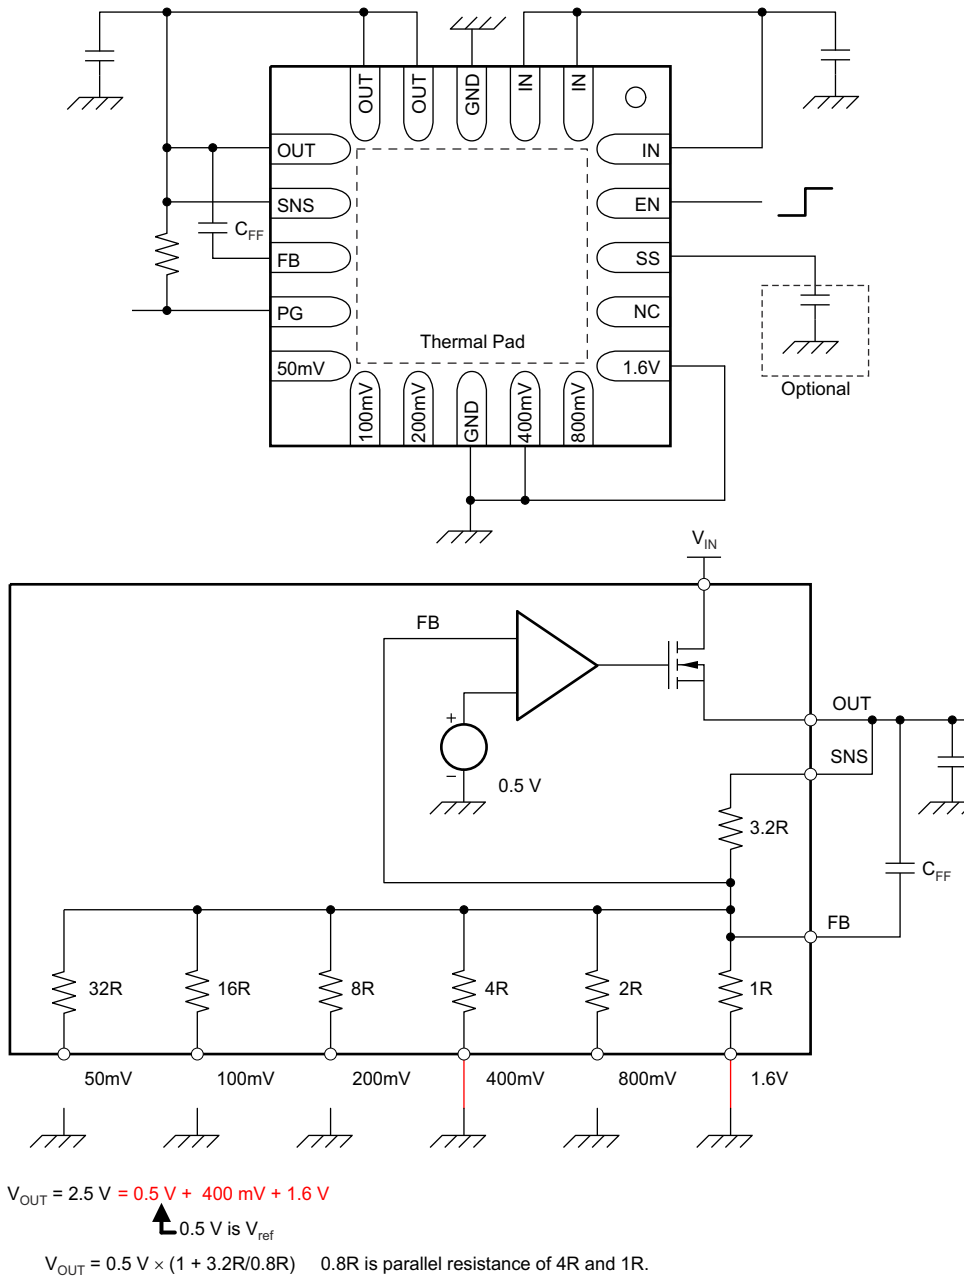 OUT
OUT
GND
IN
IN
OUT
IN
SNS
EN
C_FF
FB
SS
PG
NC
Thermal Pad
50mV
1.6V
Optional
100mV
200mV
GND
400mV
800mV
V_IN
FB
OUT
+
SNS
−
0.5 V
3.2R
C_FF
FB
32R
16R
8R
4R
2R
1R
50mV
100mV
200mV
400mV
800mV
1.6V
V_OUT = 2.5 V = 0.5 V + 400 mV + 1.6 V
0.5 V is V_ref
V_OUT = 0.5 V × (1 + 3.2R/0.8R) 0.8R is parallel resistance of 4R and 1R.